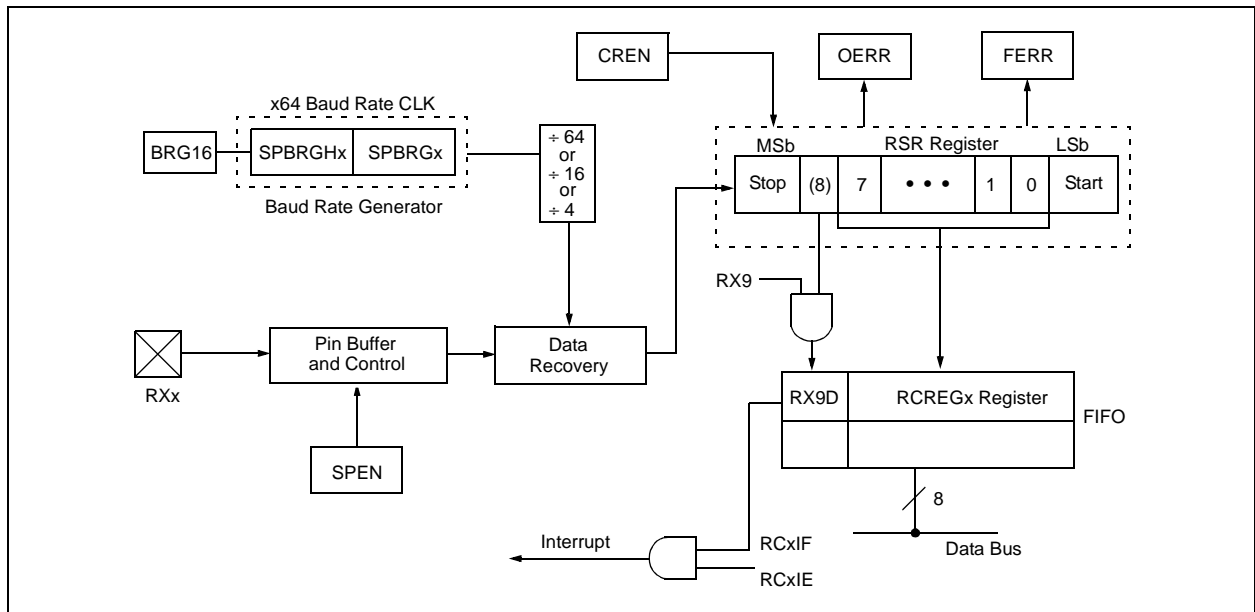 CREN
OERR
FERR
x64 Baud Rate CLK
BRG16
SPBRGHx
SPBRGx
Baud Rate Generator
÷ 64
or
÷ 16
or
÷ 4
MSb
RSR Register
LSb
Stop
(8)
7
• • •
1
0
Start
RX9
RXx
Pin Buffer
and Control
Data
Recovery
SPEN
RX9D
RCREGx Register
FIFO
8
Data Bus
Interrupt
RCxIF
RCxIE